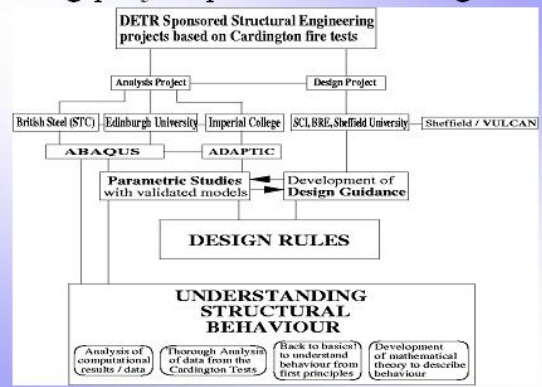 DETR Sponsored Structural Engineering
projects based on Cardington fire tests
Analysis Project
Design Project
British Steel (STC)
Edinburgh University
Imperial College
SCI, BRE, Sheffield University
Sheffield / VULCAN
ABAQUS
ADAPTIC
Parametric Studies
with validated models
Development of
Design Guidance
DESIGN RULES
UNDERSTANDING
STRUCTURAL
BEHAVIOUR
Analysis of
computational
results / data
Thorough Analysis
of data from the
Cardington Tests
Back to basics!
to understand
behaviour from
first principles
Development
of mathematical
theory to describe
behaviour